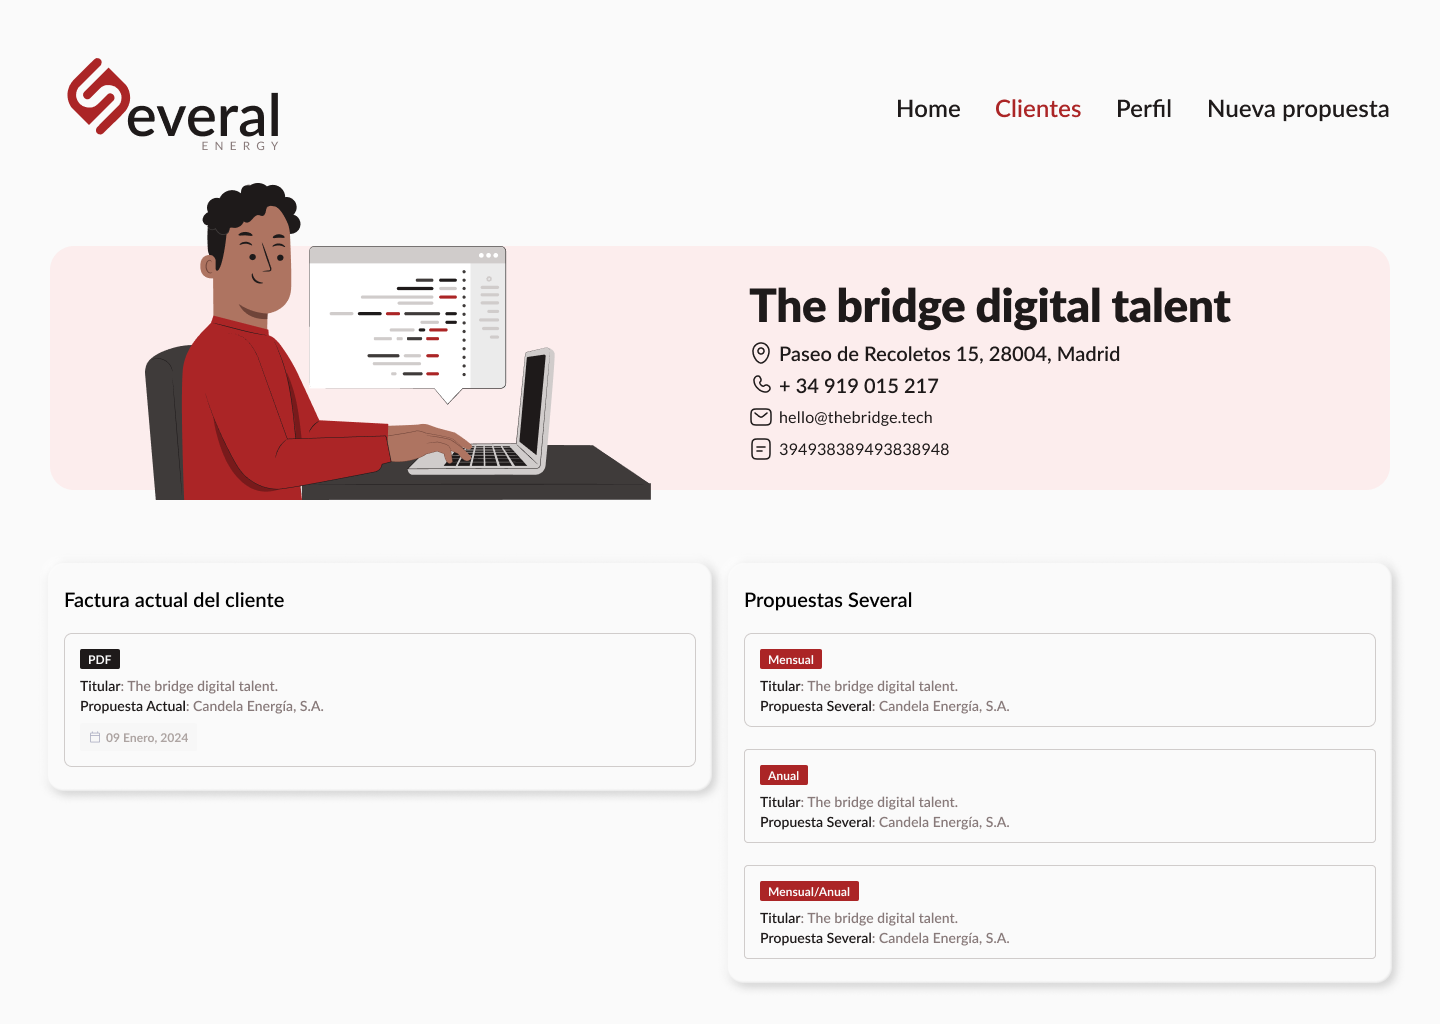 everal
ENERGY
Home Clientes Perfil Nueva propuesta
The bridge digital talent
Paseo de Recoletos 15, 28004, Madrid
+ 34 919 015 217
hello@thebridge.tech
394938389493838948
Factura actual del cliente
PDF
Titular: The bridge digital talent.
Propuesta Actual: Candela Energía, S.A.
09 Enero, 2024
Propuestas Several
Mensual
Titular: The bridge digital talent.
Propuesta Several: Candela Energía, S.A.
Anual
Titular: The bridge digital talent.
Propuesta Several: Candela Energía, S.A.
Mensual/Anual
Titular: The bridge digital talent.
Propuesta Several: Candela Energía, S.A.